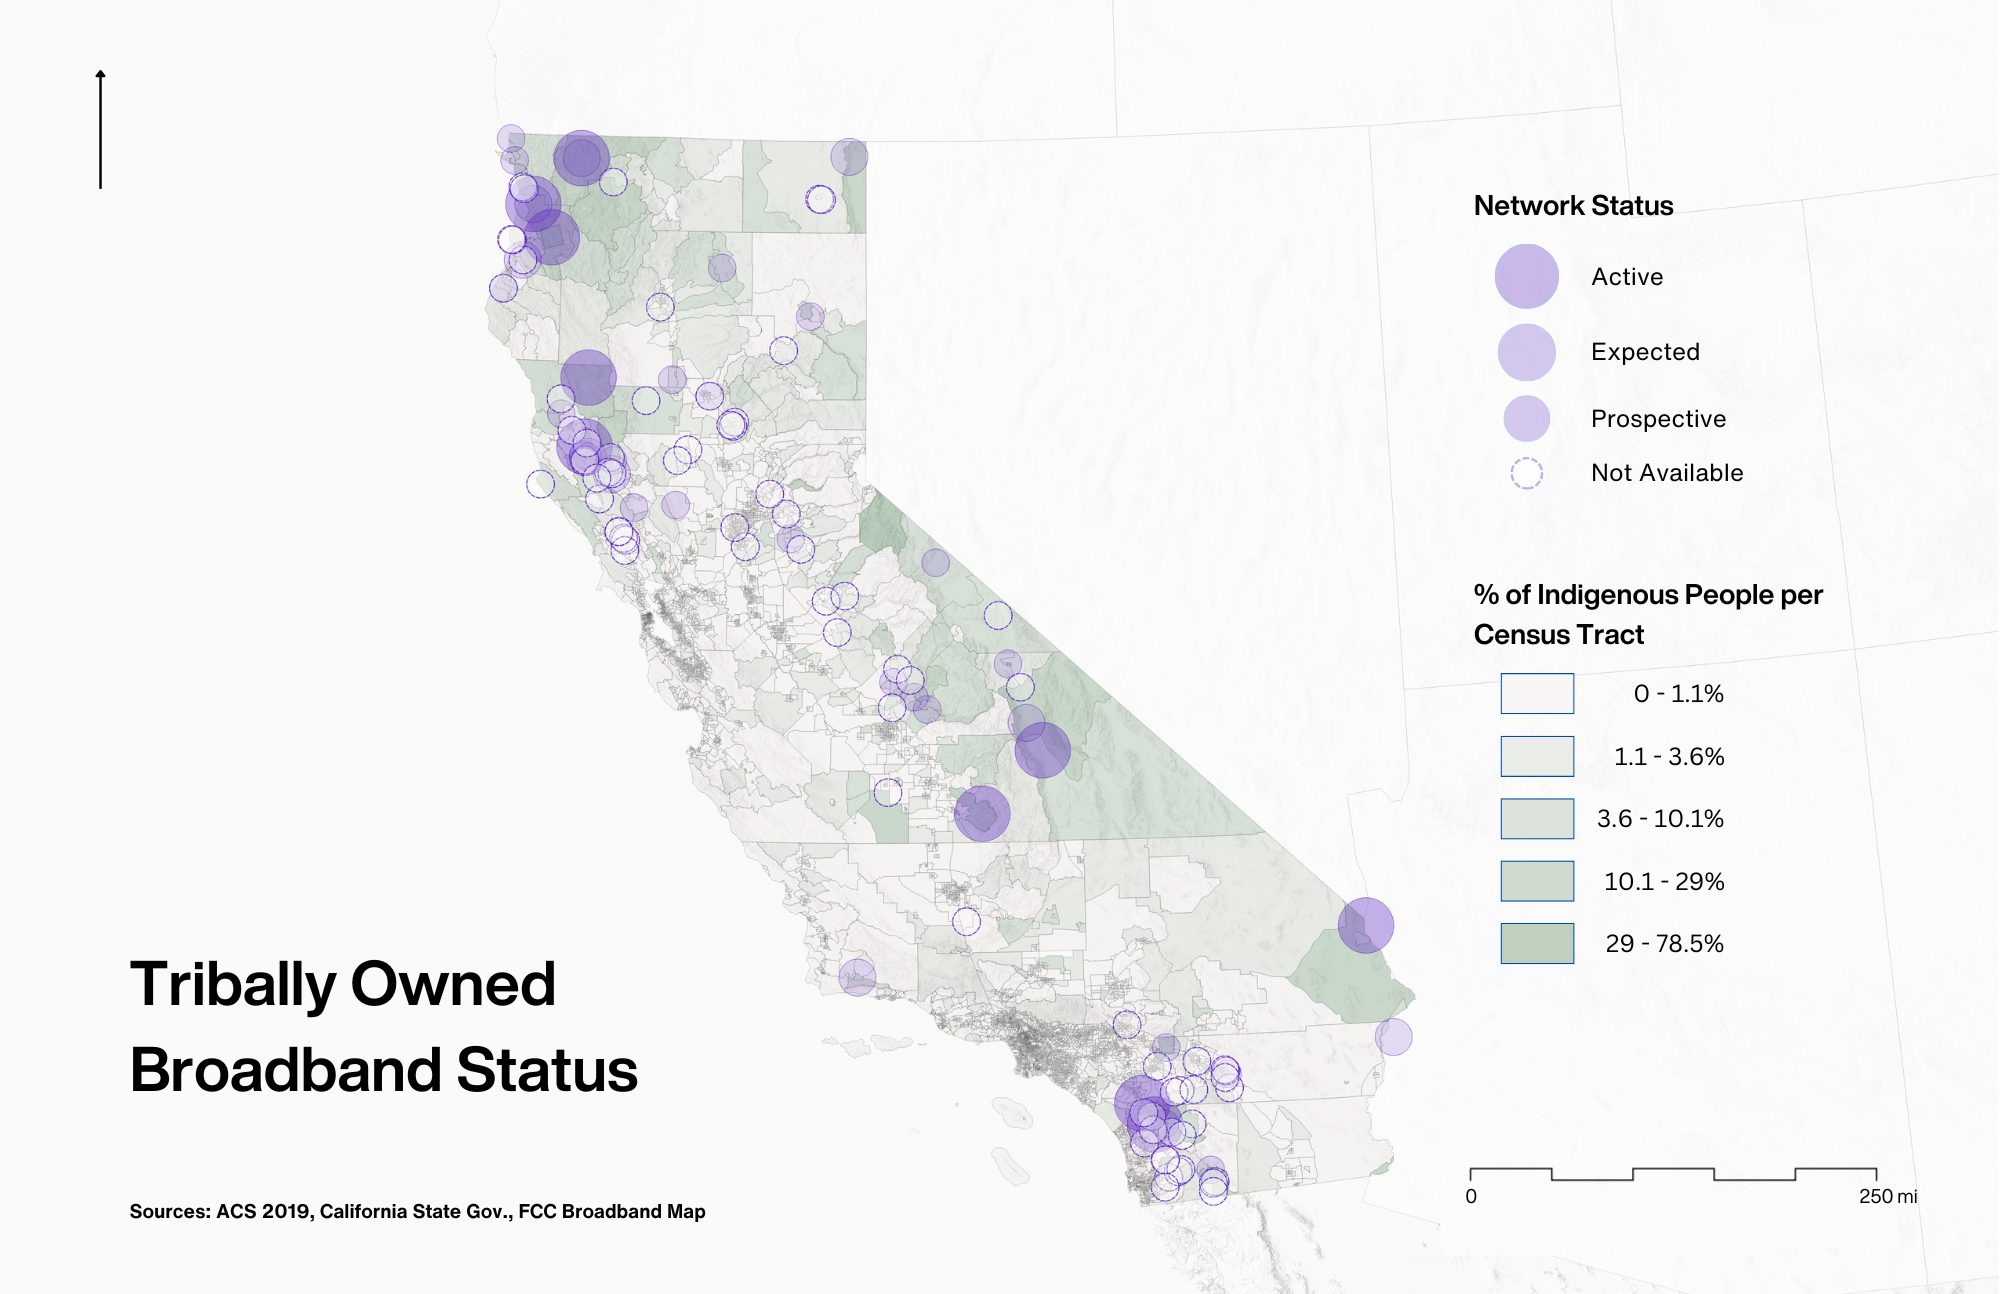 Network Status
Active
Expected
Prospective
Not Available
% of Indigenous People per
Census Tract
0 - 1.1%
1.1 - 3.6%
3.6 - 10.1%
10.1 - 29%
29 - 78.5%
Tribally Owned
Broadband Status
Sources: ACS 2019, California State Gov., FCC Broadband Map
0
250 mi